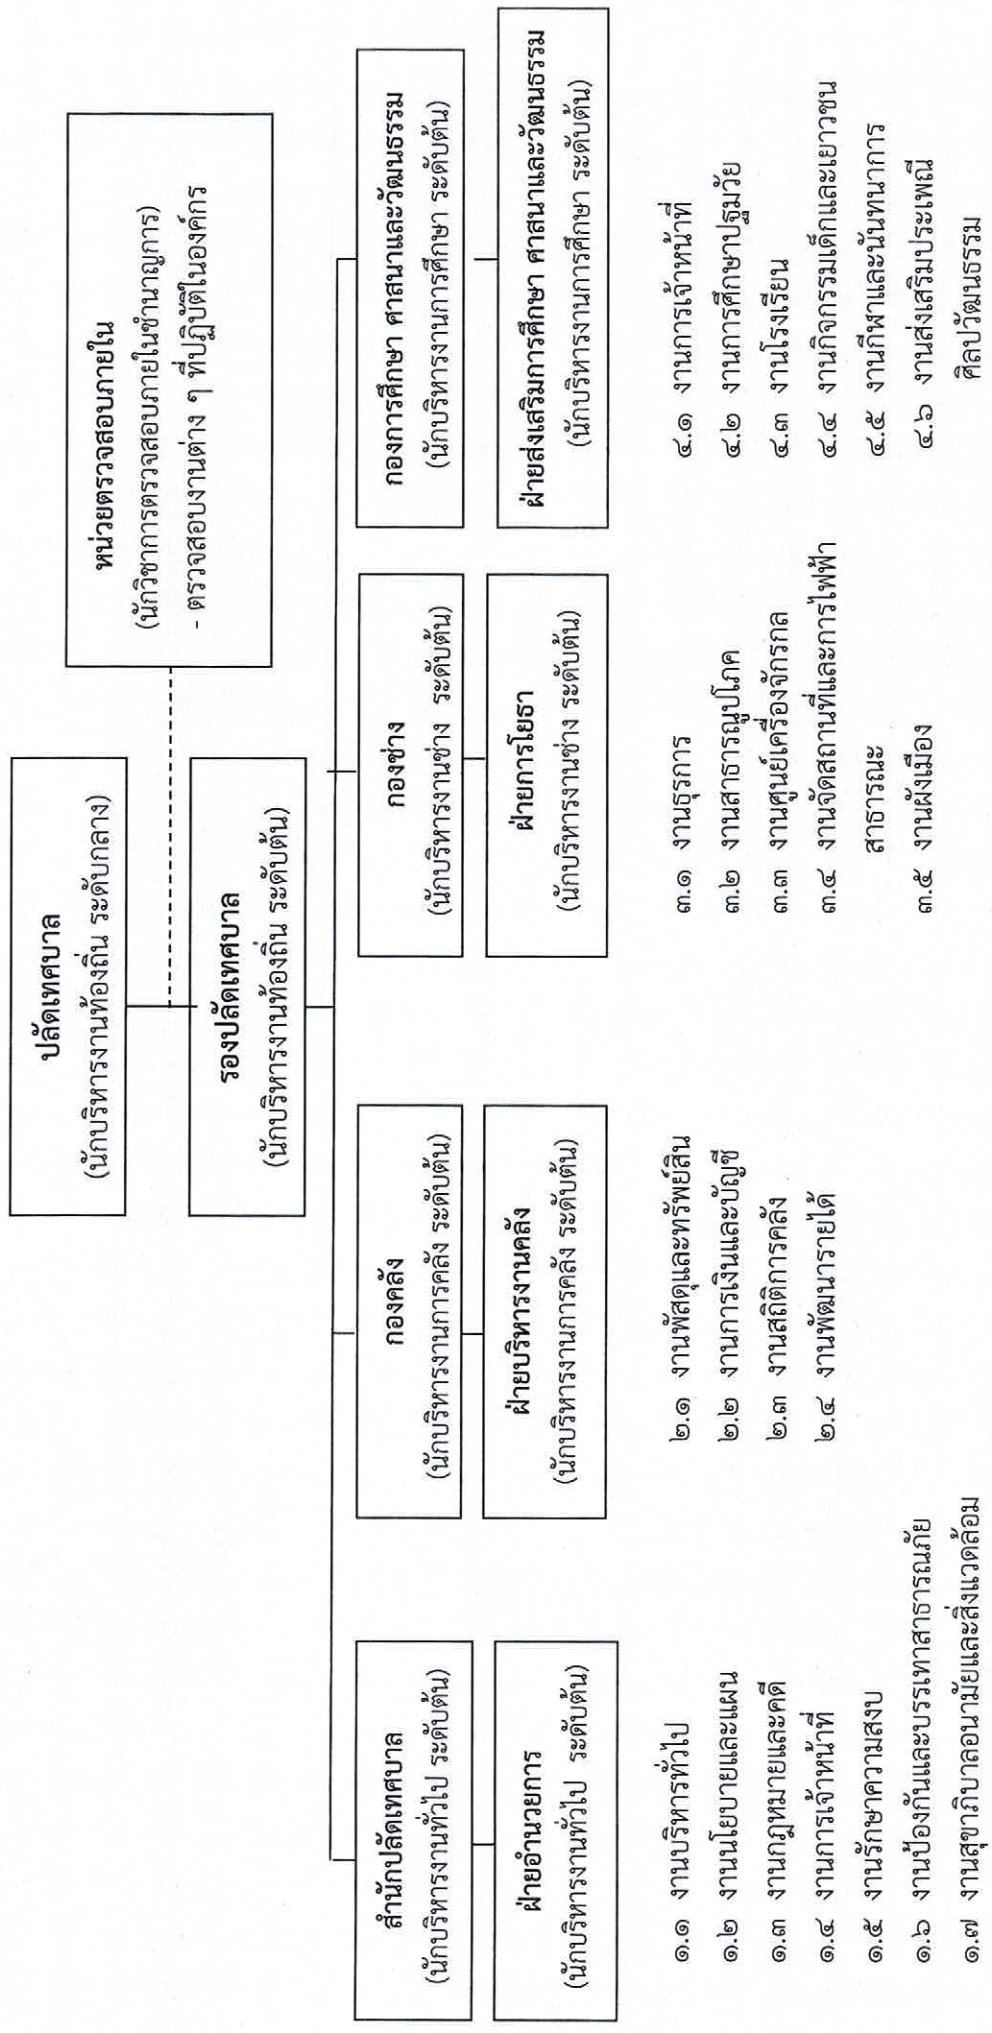 ปลัดเทศบาล
(นักบริหารงานท้องถิ่น ระดับกลาง)
หน่วยตรวจสอบภายใน
(นักวิชาการตรวจสอบภายในชำนาญการ)
- ตรวจสอบงานต่าง ๆ ที่ปฏิบัติในองค์กร
รองปลัดเทศบาล
(นักบริหารงานท้องถิ่น ระดับต้น)
สำนักปลัดเทศบาล
(นักบริหารงานทั่วไป ระดับต้น)
ฝ่ายอำนวยการ
(นักบริหารงานทั่วไป ระดับต้น)
๑.๑ งานบริหารทั่วไป
๑.๒ งานนโยบายและแผน
๑.๓ งานกฎหมายและคดี
๑.๔ งานการเจ้าหน้าที่
๑.๕ งานรักษาความสงบ
๑.๖ งานป้องกันและบรรเทาสาธารณภัย
๑.๗ งานสุขาภิบาลอนามัยและสิ่งแวดล้อม
กองคลัง
(นักบริหารงานการคลัง ระดับต้น)
ฝ่ายบริหารงานคลัง
(นักบริหารงานการคลัง ระดับต้น)
๒.๑ งานพัสดุและทรัพย์สิน
๒.๒ งานการเงินและบัญชี
๒.๓ งานสถิติการคลัง
๒.๔ งานพัฒนารายได้
กองช่าง
(นักบริหารงานช่าง ระดับต้น)
ฝ่ายการโยธา
(นักบริหารงานช่าง ระดับต้น)
๓.๑ งานธุรการ
๓.๒ งานสาธารณูปโภค
๓.๓ งานศูนย์เครื่องจักรกล
๓.๔ งานจัดสถานที่และการไฟฟ้า
สาธารณะ
๓.๕ งานผังเมือง
กองการศึกษา ศาสนาและวัฒนธรรม
(นักบริหารงานการศึกษา ระดับต้น)
ฝ่ายส่งเสริมการศึกษา ศาสนาและวัฒนธรรม
(นักบริหารงานการศึกษา ระดับต้น)
๔.๑ งานการเจ้าหน้าที่
๔.๒ งานการศึกษาปฐมวัย
๔.๓ งานโรงเรียน
๔.๔ งานกิจกรรมเด็กและเยาวชน
๔.๕ งานกีฬาและนันทนาการ
๔.๖ งานส่งเสริมประเพณี
ศิลปวัฒนธรรม